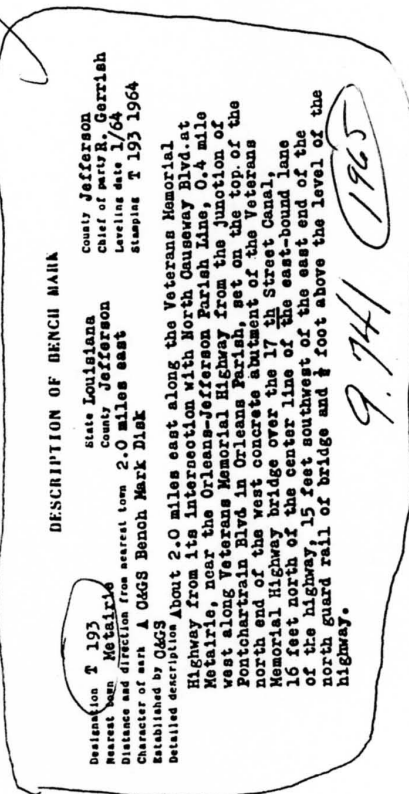 DESCRIPTION OF BENCH MARK
Designation T 193
State Louisiana
County Jefferson
Nearest town Metairie
County Jefferson
Chief of party R. Gerrish
Distance and direction from nearest town 2.0 miles east
Leveling date 1/64
Character of mark A C&GS Bench Mark Disk
Stamping T 193 1964
Established by C&GS
Detailed description About 2.0 miles east along the Veterans Memorial
Highway from its intersection with North Causeway Blvd.at
Metairie, near the Orleans-Jefferson Parish Line, 0.4 mile
west along Veterans Memorial Highway from the junction of
Pontchartrain Blvd in Orleans Parish, set on the top of the
north end of the west concrete abutment of the Veterans
Memorial Highway bridge over the 17 th Street Canal,
16 feet north of the center line of the east-bound lane
of the highway, 15 feet southwest of the east end of the
north guard rail of bridge and foot above the level of the
highway.
9.741 1965